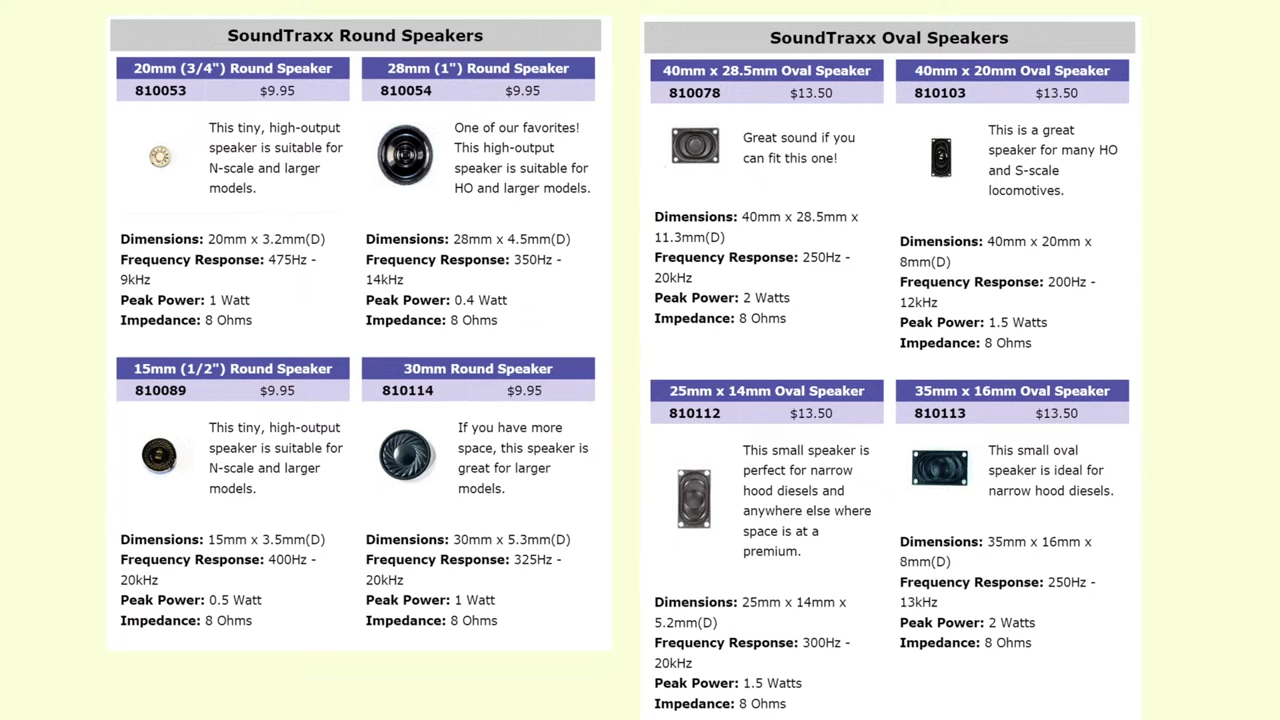 SoundTraxx Round Speakers
20mm (3/4") Round Speaker
810053 $9.95
This tiny, high-output
speaker is suitable for
N-scale and larger
models.
Dimensions: 20mm x 3.2mm(D)
Frequency Response: 475Hz -
9kHz
Peak Power: 1 Watt
Impedance: 8 Ohms
28mm (1") Round Speaker
810054 $9.95
One of our favorites!
This high-output
speaker is suitable for
HO and larger models.
Dimensions: 28mm x 4.5mm(D)
Frequency Response: 350Hz -
14kHz
Peak Power: 0.4 Watt
Impedance: 8 Ohms
15mm (1/2") Round Speaker
810089 $9.95
This tiny, high-output
speaker is suitable for
N-scale and larger
models.
Dimensions: 15mm x 3.5mm(D)
Frequency Response: 400Hz -
20kHz
Peak Power: 0.5 Watt
Impedance: 8 Ohms
30mm Round Speaker
810114 $9.95
If you have more
space, this speaker is
great for larger
models.
Dimensions: 30mm x 5.3mm(D)
Frequency Response: 325Hz -
20kHz
Peak Power: 1 Watt
Impedance: 8 Ohms
SoundTraxx Oval Speakers
40mm x 28.5mm Oval Speaker
810078 $13.50
Great sound if you
can fit this one!
Dimensions: 40mm x 28.5mm x
11.3mm(D)
Frequency Response: 250Hz -
20kHz
Peak Power: 2 Watts
Impedance: 8 Ohms
40mm x 20mm Oval Speaker
810103 $13.50
This is a great
speaker for many HO
and S-scale
locomotives.
Dimensions: 40mm x 20mm x
8mm(D)
Frequency Response: 200Hz -
12kHz
Peak Power: 1.5 Watts
Impedance: 8 Ohms
25mm x 14mm Oval Speaker
810112 $13.50
This small speaker is
perfect for narrow
hood diesels and
anywhere else where
space is at a
premium.
Dimensions: 25mm x 14mm x
5.2mm(D)
Frequency Response: 300Hz -
20kHz
Peak Power: 1.5 Watts
Impedance: 8 Ohms
35mm x 16mm Oval Speaker
810113 $13.50
This small oval
speaker is ideal for
narrow hood diesels.
Dimensions: 35mm x 16mm x
8mm(D)
Frequency Response: 250Hz -
13kHz
Peak Power: 2 Watts
Impedance: 8 Ohms